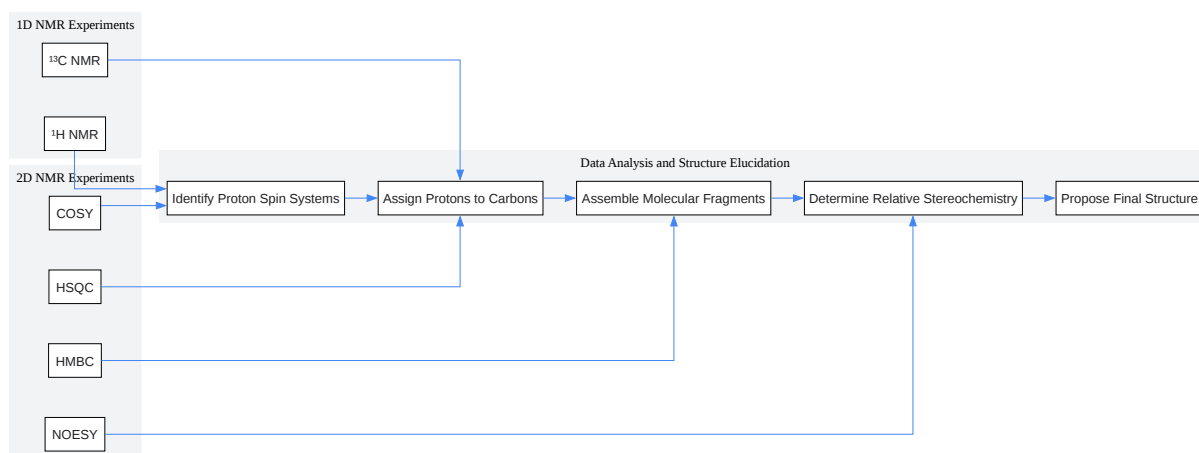 1D NMR Experiments
¹³C NMR
¹H NMR
2D NMR Experiments
COSY
HSQC
HMBC
NOESY
Data Analysis and Structure Elucidation
Identify Proton Spin Systems
Assign Protons to Carbons
Assemble Molecular Fragments
Determine Relative Stereochemistry
Propose Final Structure